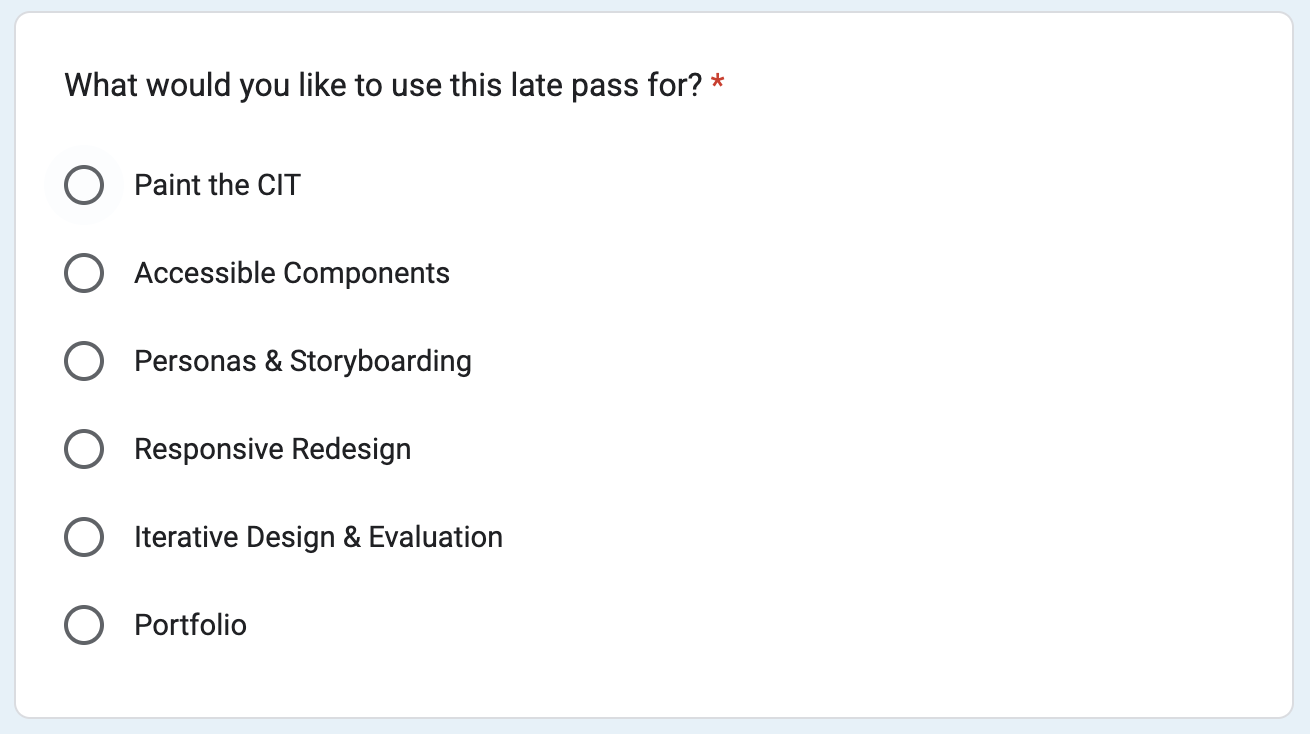 What would you like to use this late pass for? *
Paint the CIT
Accessible Components
Personas & Storyboarding
Responsive Redesign
Iterative Design & Evaluation
Portfolio